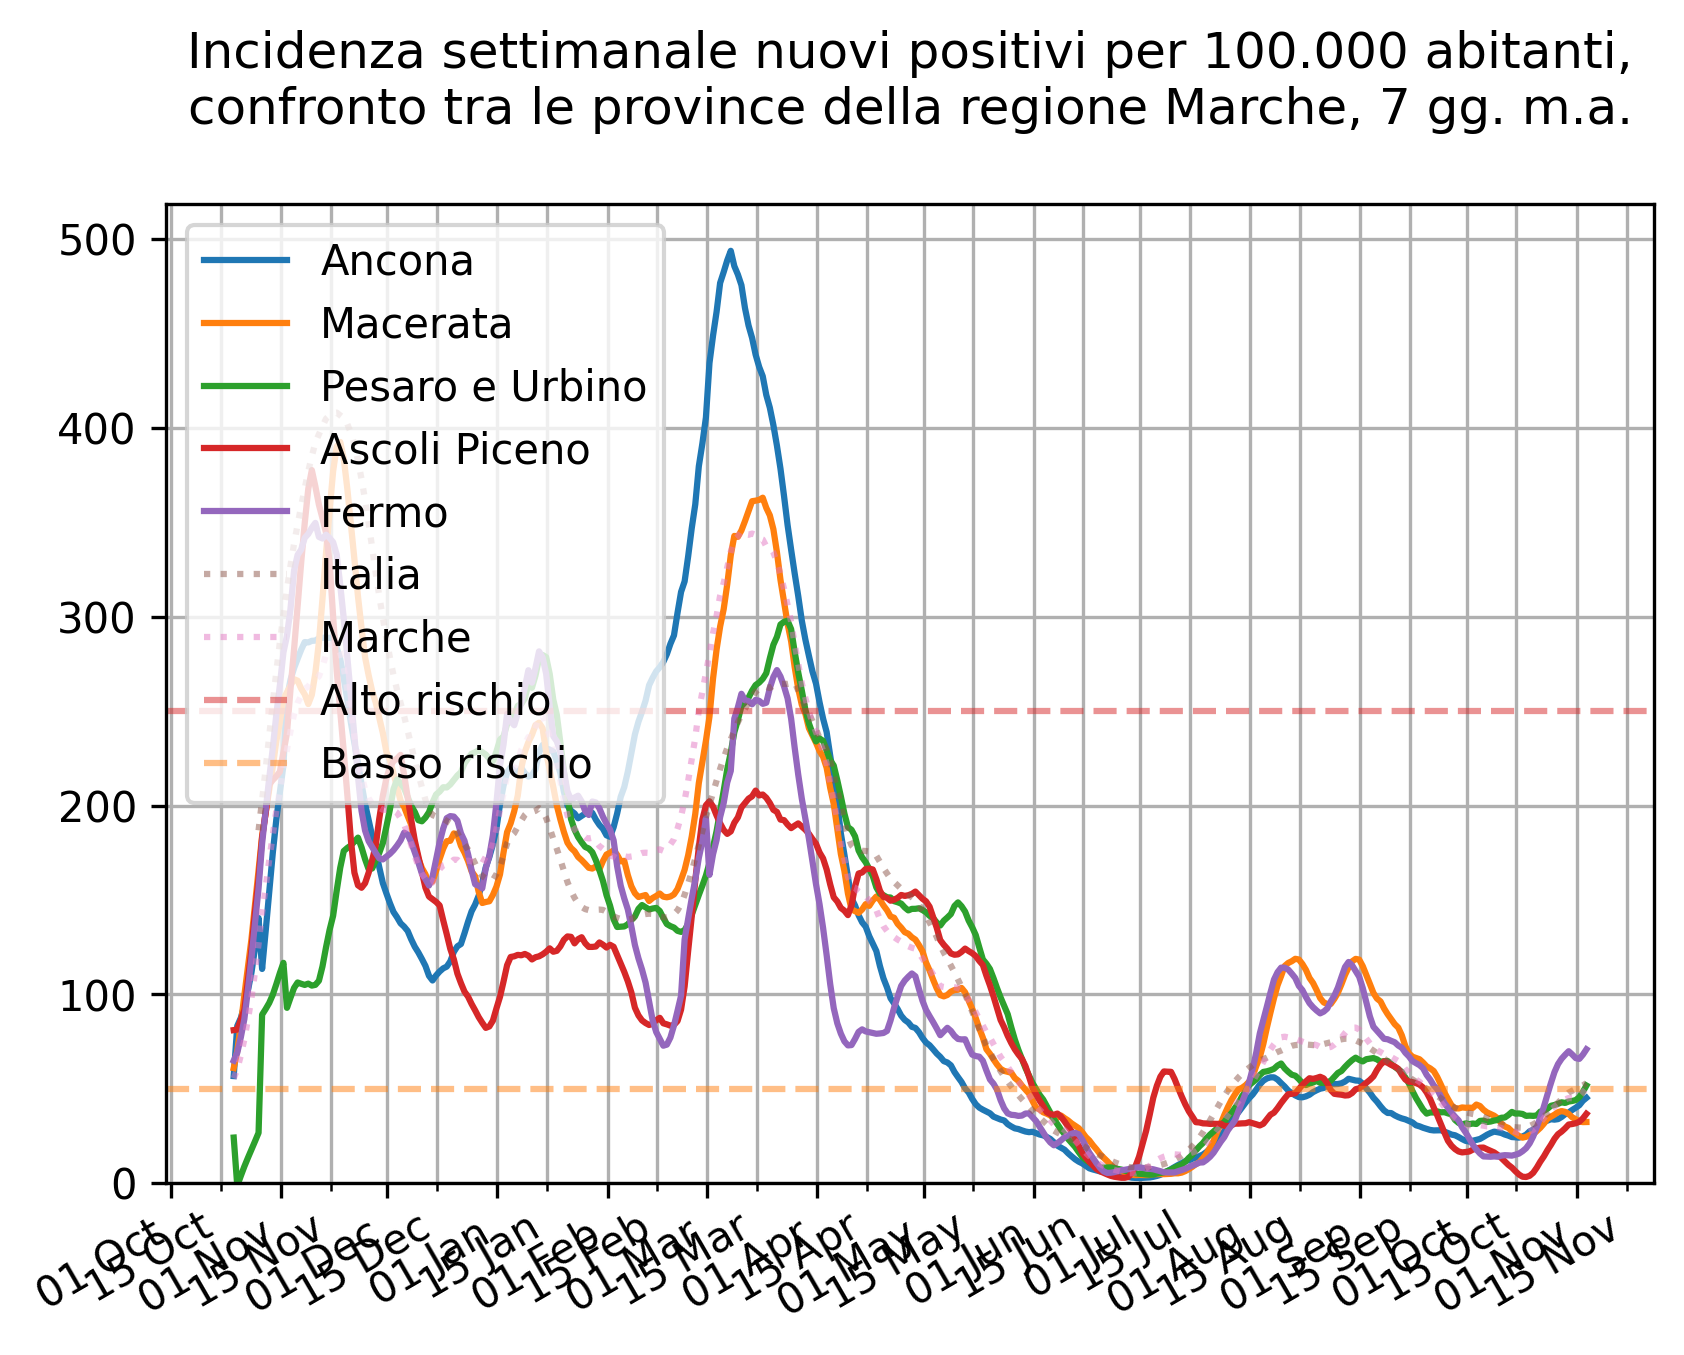 Incidenza settimanale nuovi positivi per 100.000 abitanti,
confronto tra le province della regione Marche, 7 gg. m.a.
500
400
300
200
100
0
Ancona
Macerata
Pesaro e Urbino
Ascoli Piceno
Fermo
Italia
Marche
Alto rischio
Basso rischio
01 Oct
15 Oct
01 Nov
15 Nov
01 Dec
15 Dec
01 Jan
15 Jan
01 Feb
15 Feb
01 Mar
15 Mar
01 Apr
15 Apr
01 May
15 May
01 Jun
15 Jun
01 Jul
15 Jul
01 Aug
15 Aug
01 Sep
15 Sep
01 Oct
15 Oct
01 Nov
15 Nov